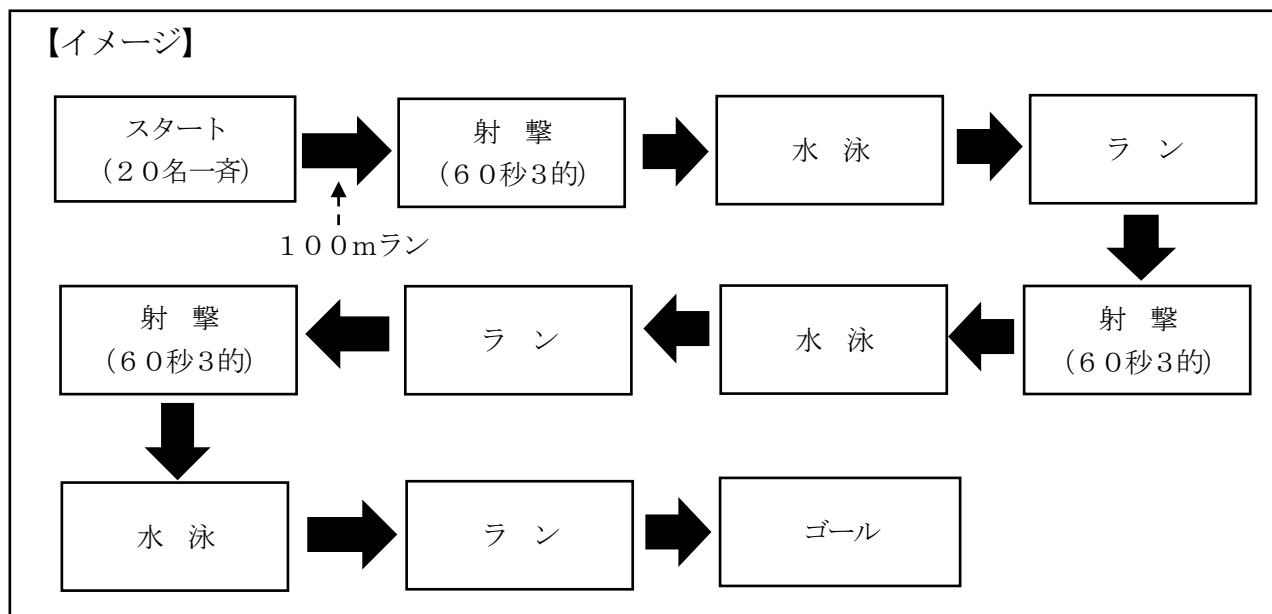 【イメージ】
スタート
(20名一斉)
射 撃
(60秒3的)
水 泳
ラ ン
100mラン
射 撃
(60秒3的)
水 泳
ラ ン
射 撃
(60秒3的)
水 泳
ラ ン
ゴール